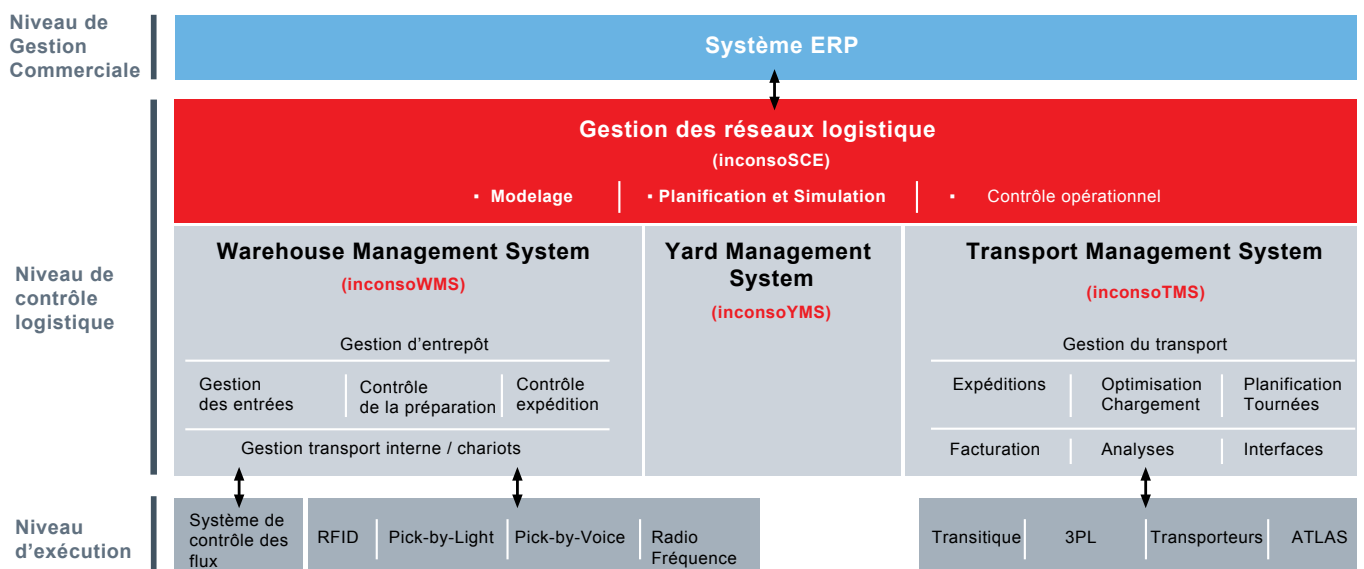 Niveau de
Gestion
Commerciale
Système ERP
Niveau de
contrôle
logistique
Gestion des réseaux logistique
(inconsoSCE)
▪ Modelage
▪ Planification et Simulation
▪ Contrôle opérationnel
Warehouse Management System
(inconsoWMS)
Gestion d’entrepôt
Gestion
des entrées
Contrôle
de la préparation
Contrôle
expédition
Gestion transport interne / chariots
Yard Management
System
(inconsoYMS)
Transport Management System
(inconsoTMS)
Gestion du transport
Expéditions
Optimisation
Chargement
Planification
Tournées
Facturation
Analyses
Interfaces
Niveau
d’exécution
Système de
contrôle des
flux
RFID
Pick-by-Light
Pick-by-Voice
Radio
Fréquence
Transitique
3PL
Transporteurs
ATLAS